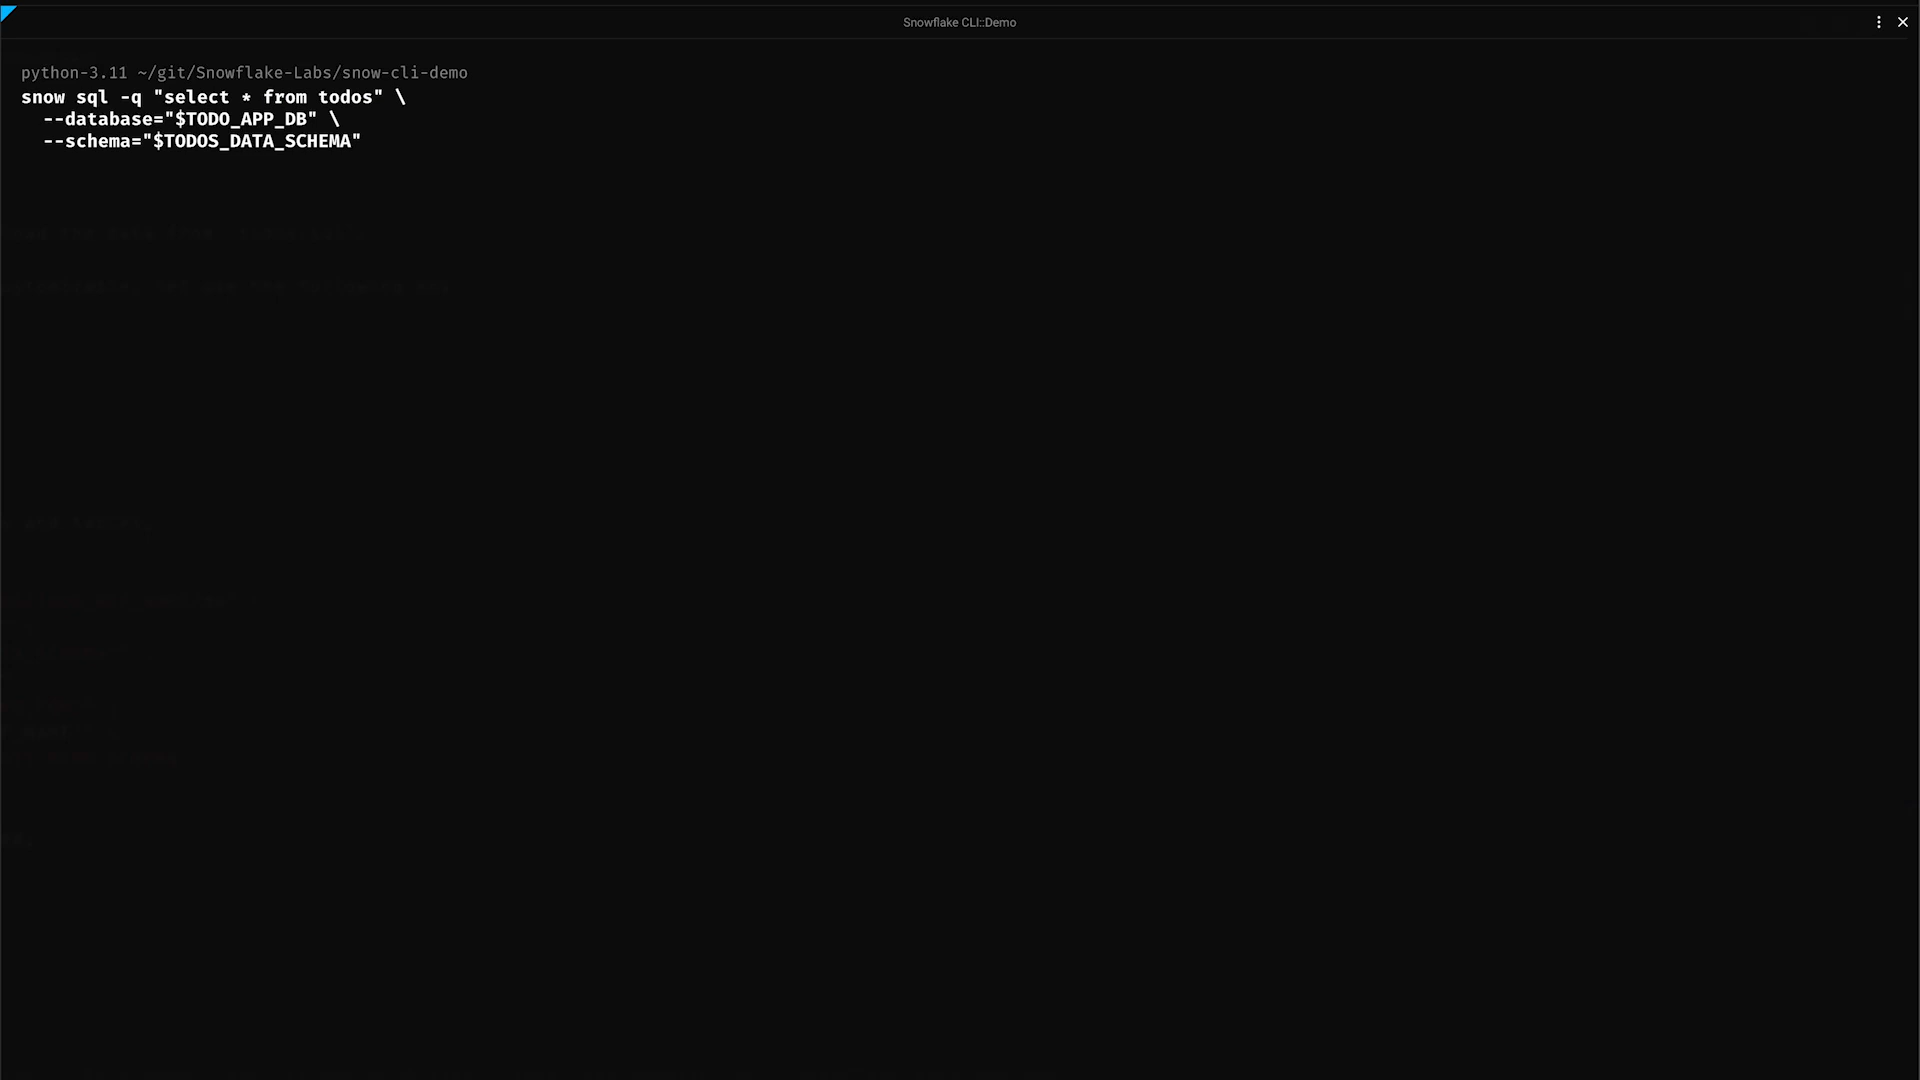 Snowflake CLI::Demo
python-3.11 ~/git/Snowflake-Labs/snow-cli-demo
snow sql -q "select * from todos" \
--database="$TODO_APP_DB" \
--schema="$TODOS_DATA_SCHEMA"